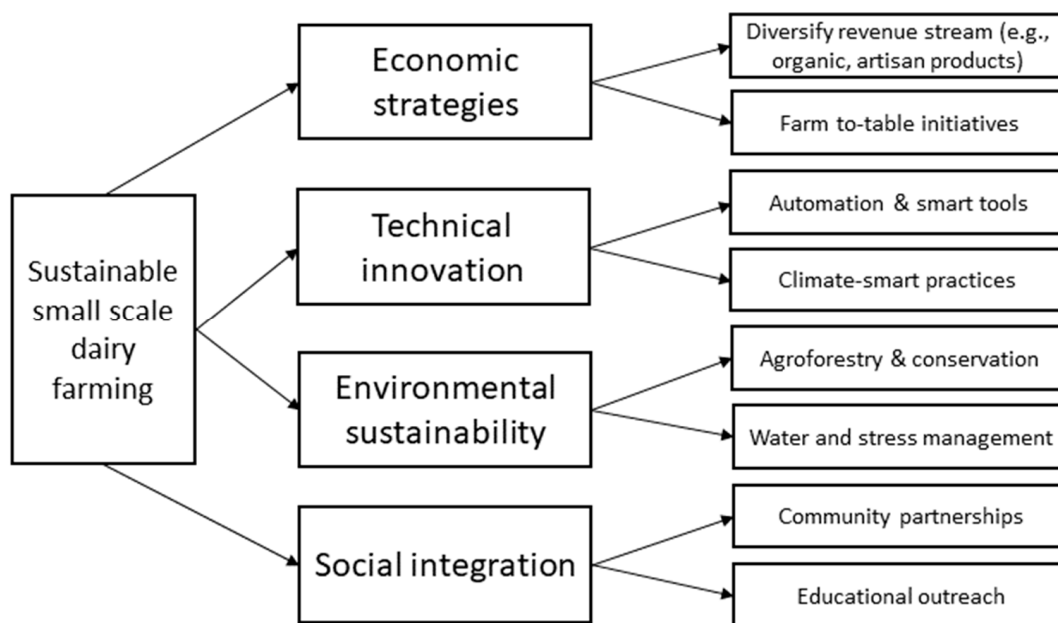 Sustainable
small scale
dairy
farming
Economic
strategies
Technical
innovation
Environmental
sustainability
Social integration
Diversify revenue stream (e.g.,
organic, artisan products)
Farm to-table initiatives
Automation & smart tools
Climate-smart practices
Agroforestry & conservation
Water and stress management
Community partnerships
Educational outreach